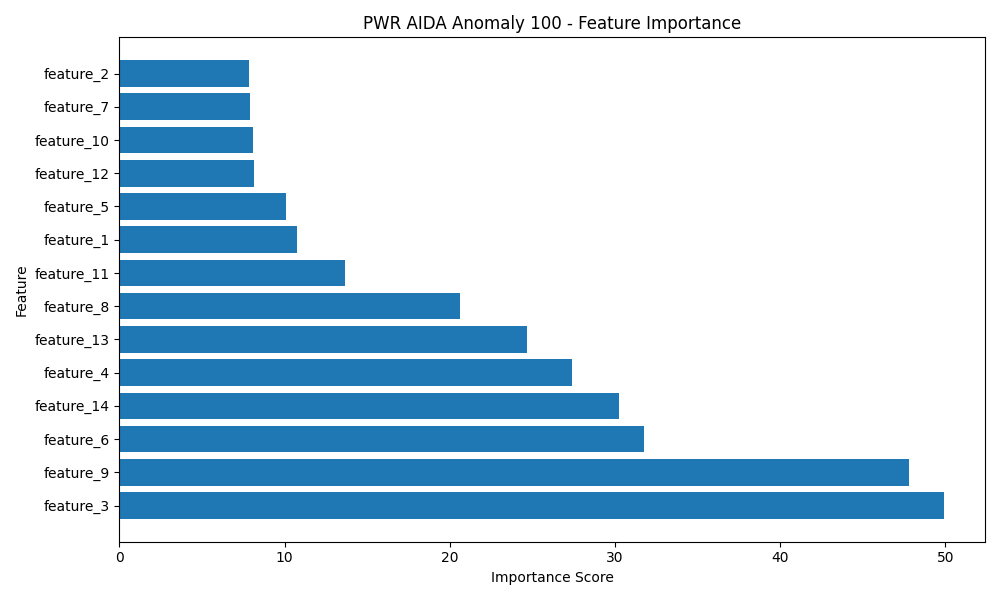 PWR AIDA Anomaly 100 - Feature Importance
Feature
feature_2
feature_7
feature_10
feature_12
feature_5
feature_1
feature_11
feature_8
feature_13
feature_4
feature_14
feature_6
feature_9
feature_3
0 10 20 30 40 50
Importance Score